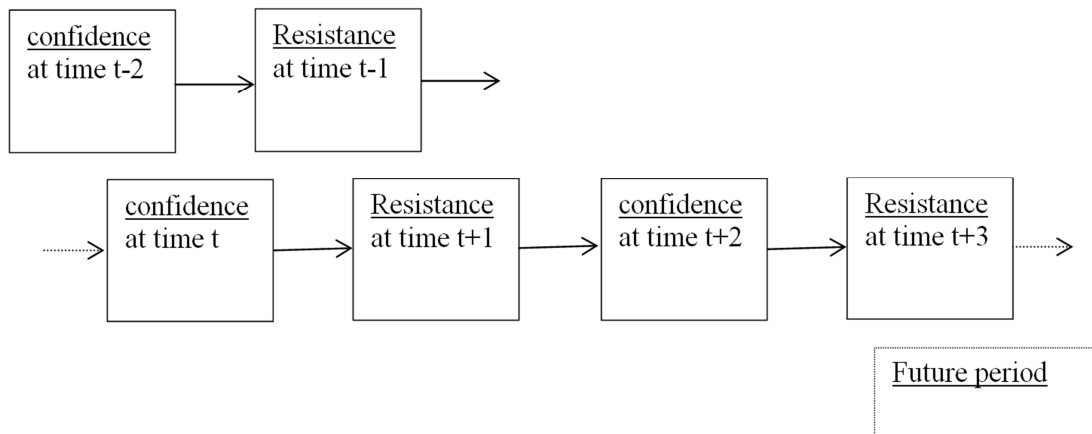 confidence
at time t-2
Resistance
at time t-1
confidence
at time t
Resistance
at time t+1
confidence
at time t+2
Resistance
at time t+3
Future period